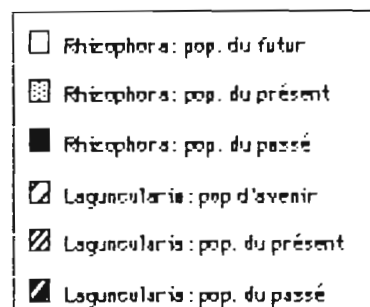 Rhizophora: pop. du futur
Rhizophora: pop. du présent
Rhizophora: pop. du passé
Laguncularia: pop d'avenir
Laguncularia: pop. du présent
Laguncularia: pop. du passé